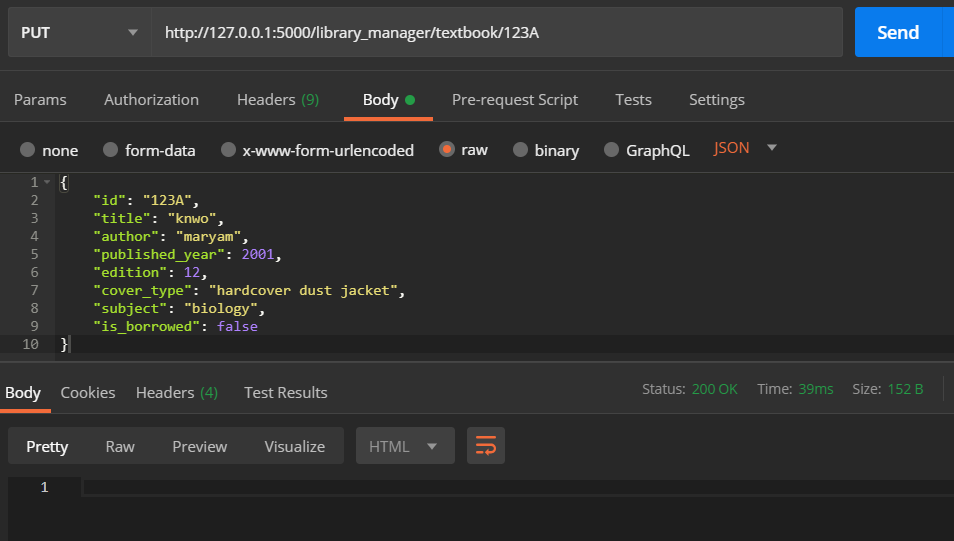 PUT http://127.0.0.1:5000/library_manager/textbook/123A Send
Params Authorization Headers (9) Body Pre-request Script Tests Settings
none form-data x-www-form-urlencoded raw binary GraphQL JSON
1 {
2 "id": "123A",
3 "title": "knwo",
4 "author": "maryam",
5 "published_year": 2001,
6 "edition": 12,
7 "cover_type": "hardcover dust jacket",
8 "subject": "biology",
9 "is_borrowed": false
10 }
Body Cookies Headers (4) Test Results Status: 200 OK Time: 39ms Size: 152 B
Pretty Raw Preview Visualize HTML
1